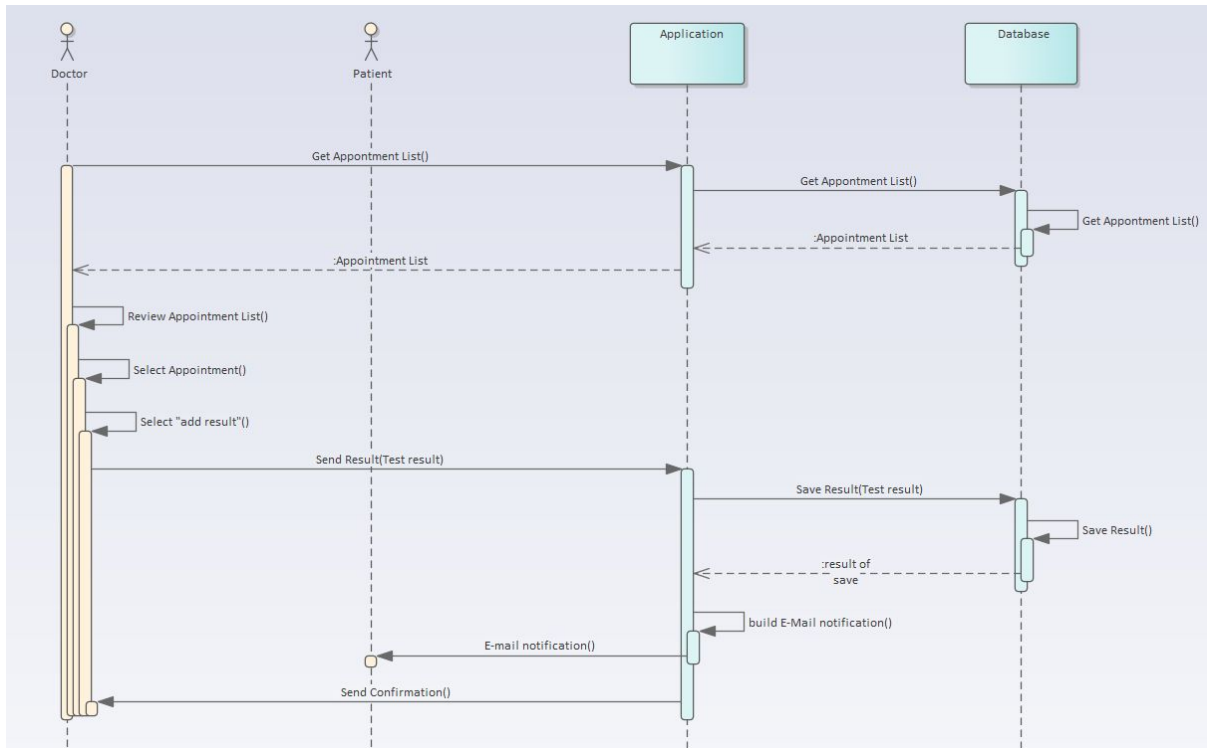 Doctor
Patient
Application
Database
Get Appontment List()
Get Appontment List()
Get Appontment List()
:Appointment List
:Appointment List
Review Appointment List()
Select Appointment()
Select "add result"()
Send Result(Test result)
Save Result(Test result)
Save Result()
:result of
save
build E-Mail notification()
E-mail notification()
Send Confirmation()